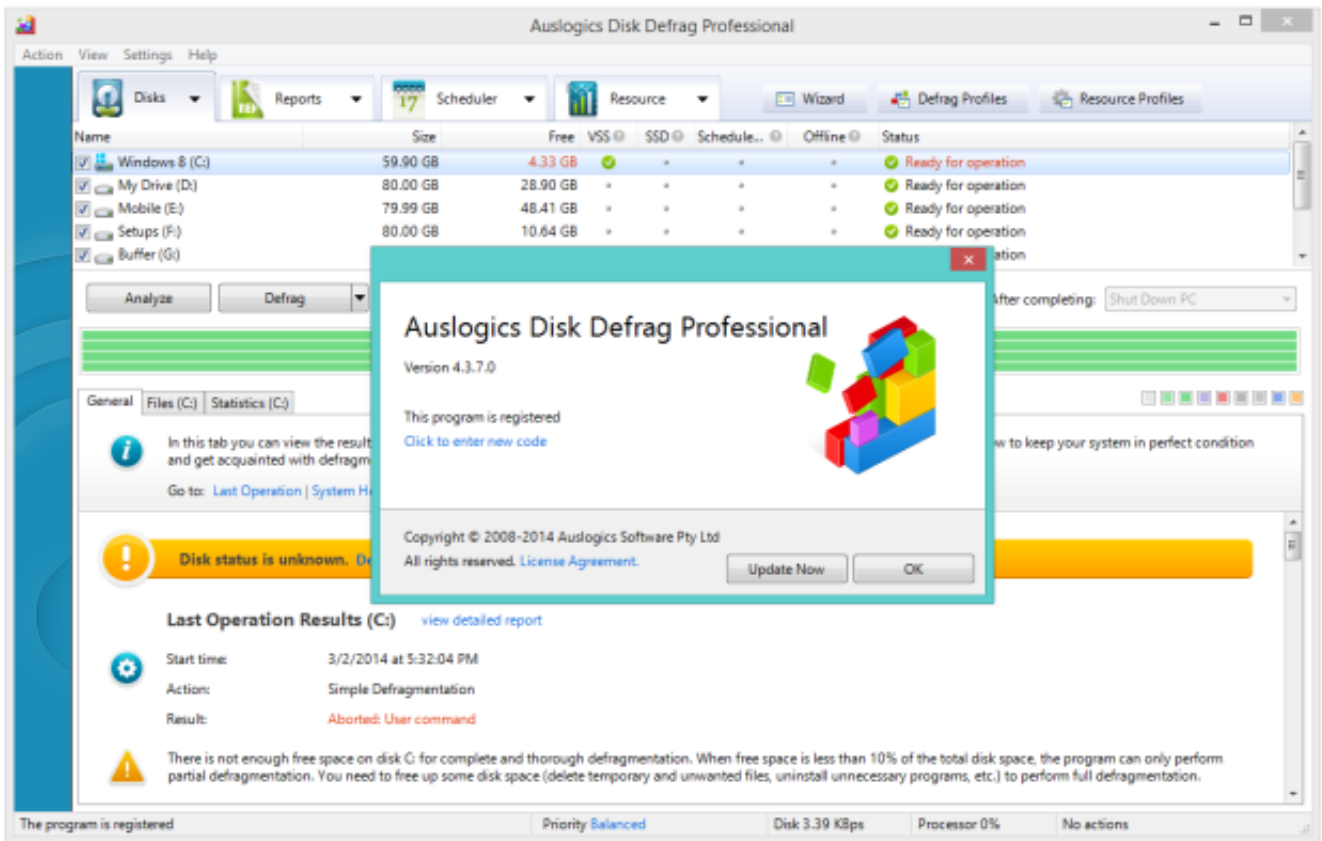 Auslogics Disk Defrag Professional
Action View Settings Help
Disks Reports 17 Scheduler Resource Wizard Defrag Profiles Resource Profiles
Name Size Free VSS SSD Schedule... Offline Status
Windows 8 (C:) 59.90 GB 4.33 GB Ready for operation
My Drive (D:) 80.00 GB 28.90 GB Ready for operation
Mobile (E:) 79.99 GB 48.41 GB Ready for operation
Setups (F:) 80.00 GB 10.64 GB Ready for operation
Buffer (G:) ation
Analyze Defrag After completing: Shut Down PC
Auslogics Disk Defrag Professional
Version 4.3.7.0
This program is registered
Click to enter new code
Copyright © 2008-2014 Auslogics Software Pty Ltd
All rights reserved. License Agreement.
Update Now OK
General Files (C:) Statistics (C:)
In this tab you can view the result w to keep your system in perfect condition
and get acquainted with defragm
Go to: Last Operation | System He
Disk status is unknown. De
Last Operation Results (C:) view detailed report
Start time: 3/2/2014 at 5:32:04 PM
Action: Simple Defragmentation
Result: Aborted: User command
There is not enough free space on disk C: for complete and thorough defragmentation. When free space is less than 10% of the total disk space, the program can only perform
partial defragmentation. You need to free up some disk space (delete temporary and unwanted files, uninstall unnecessary programs, etc.) to perform full defragmentation.
The program is registered Priority Balanced Disk 3.39 KBps Processor 0% No actions